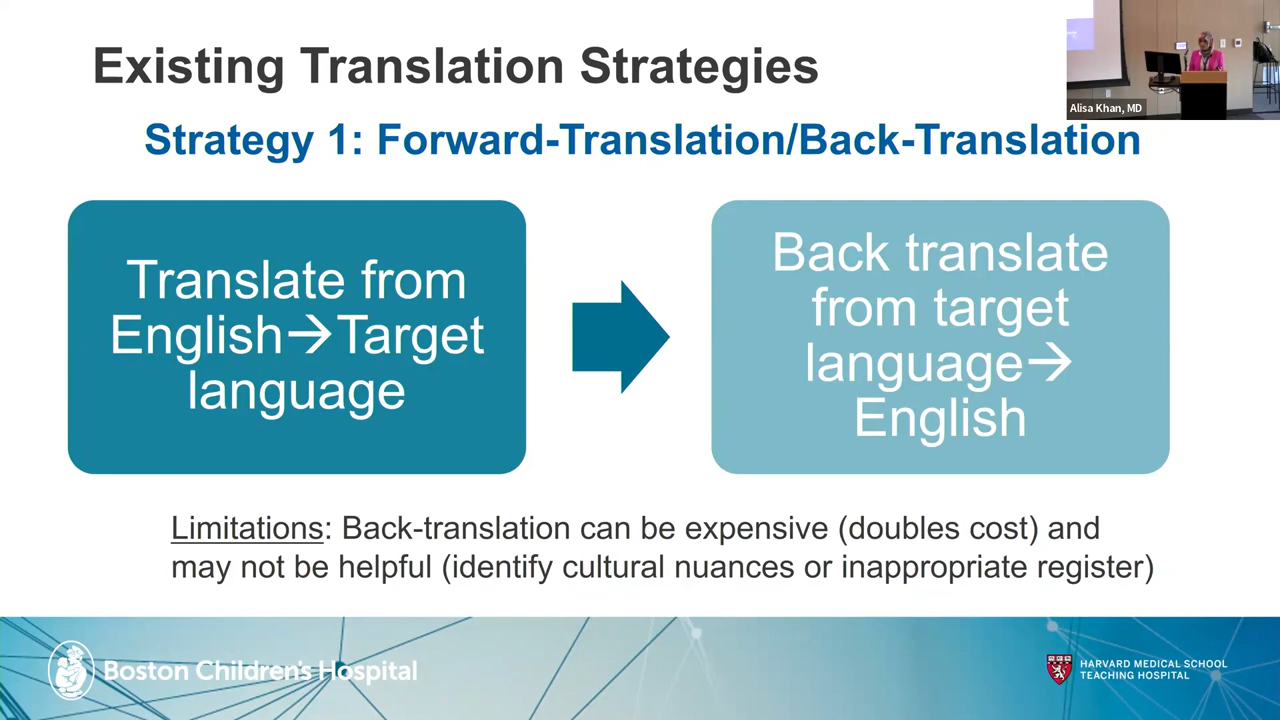 Existing Translation Strategies
Alisa Khan, MD
Strategy 1: Forward-Translation/Back-Translation
Translate from
English→Target
language
Back translate
from target
language→
English
Limitations: Back-translation can be expensive (doubles cost) and
may not be helpful (identify cultural nuances or inappropriate register)
Boston Children's Hospital
HARVARD MEDICAL SCHOOL
TEACHING HOSPITAL